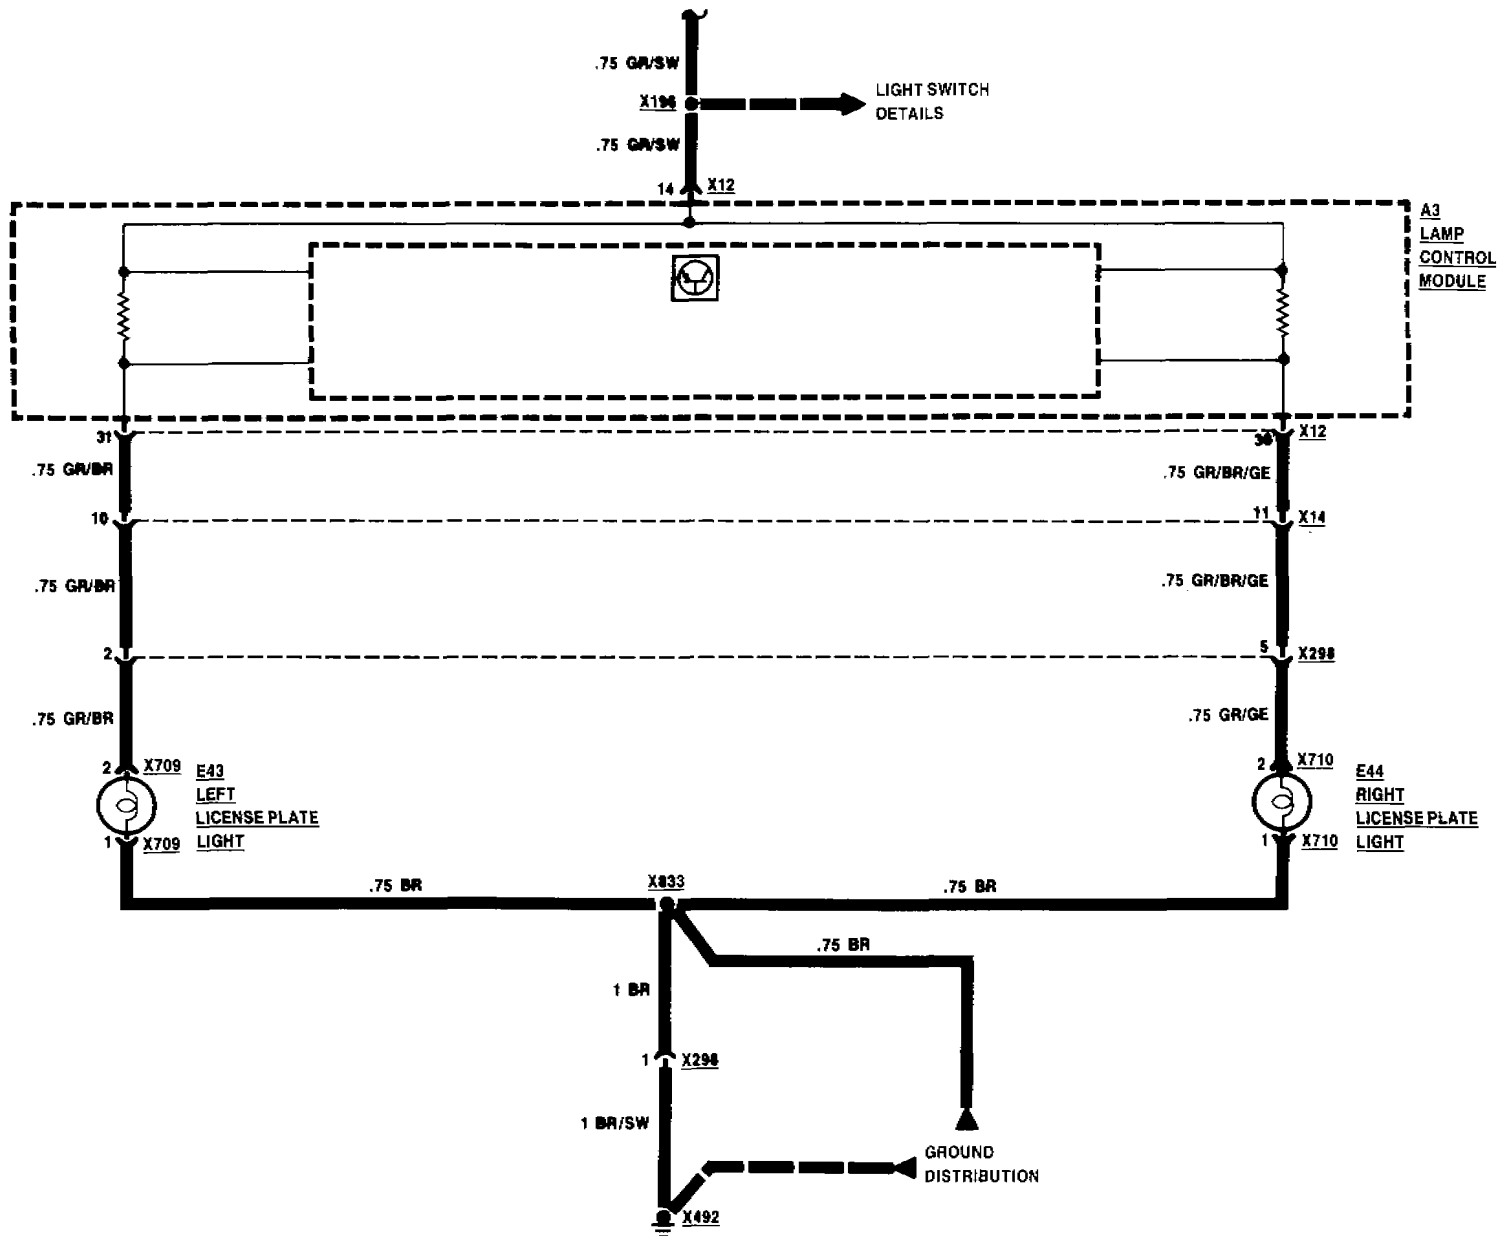 .75 GR/SW
X196
LIGHT SWITCH
DETAILS
.75 GR/SW
14
X12
A3
LAMP
CONTROL
MODULE
31
X12
.75 GR/BR
.75 GR/BR/GE
10
11
X14
.75 GR/BR
.75 GR/BR/GE
2
5
X298
.75 GR/BR
.75 GR/GE
2
X709
E43
LEFT
LICENSE PLATE
LIGHT
1
X709
2
X710
E44
RIGHT
LICENSE PLATE
LIGHT
1
X710
.75 BR
X833
.75 BR
.75 BR
1 BR
1
X298
1 BR/SW
GROUND
DISTRIBUTION
X492